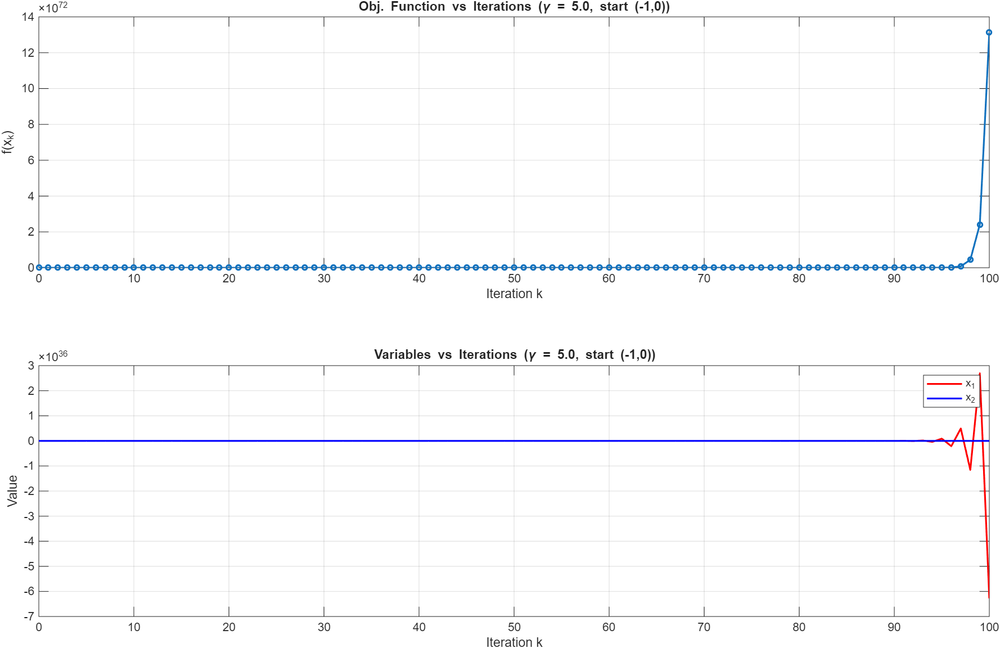 Obj. Function vs Iterations (γ = 5.0, start (-1,0))
×10^72
14
12
10
8
6
4
2
0
f(x_k)
0 10 20 30 40 50 60 70 80 90 100
Iteration k
Variables vs Iterations (γ = 5.0, start (-1,0))
×10^36
3
2
1
0
-1
-2
-3
-4
-5
-6
-7
Value
x_1
x_2
0 10 20 30 40 50 60 70 80 90 100
Iteration k